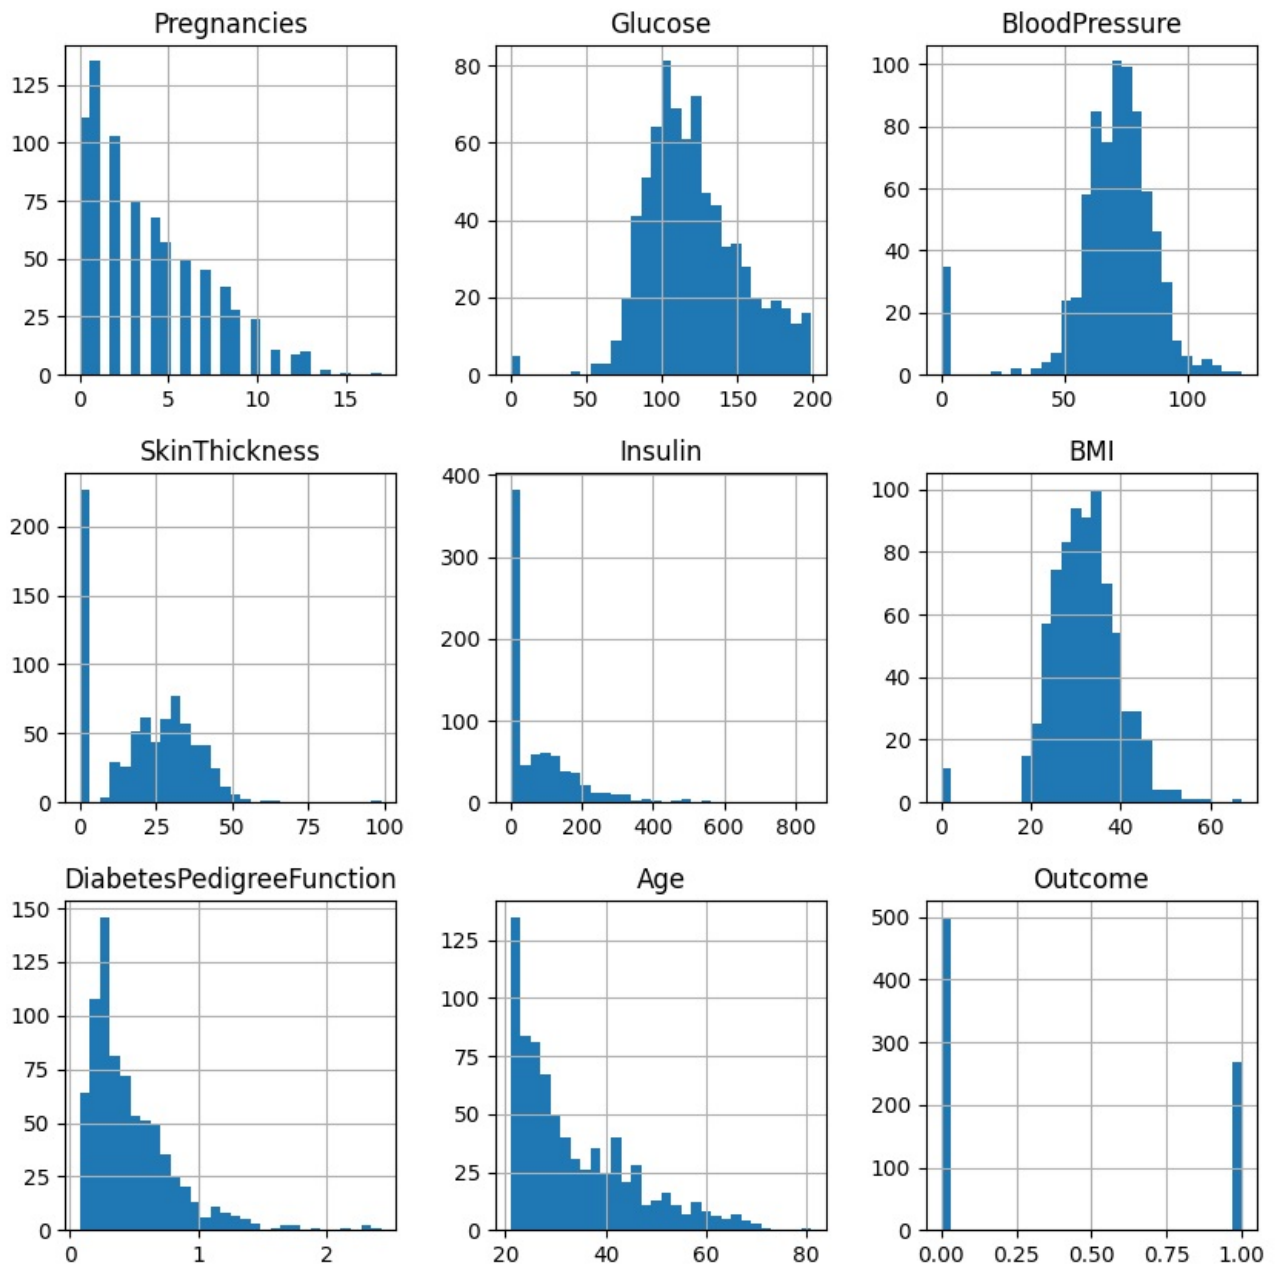 Pregnancies
125
100
75
50
25
0
0 5 10 15
Glucose
80
60
40
20
0
0 50 100 150 200
BloodPressure
100
80
60
40
20
0
0 50 100
SkinThickness
200
150
100
50
0
0 25 50 75 100
Insulin
400
300
200
100
0
0 200 400 600 800
BMI
100
80
60
40
20
0
0 20 40 60
DiabetesPedigreeFunction
150
125
100
75
50
25
0
0 1 2
Age
125
100
75
50
25
0
20 40 60 80
Outcome
500
400
300
200
100
0
0.00 0.25 0.50 0.75 1.00